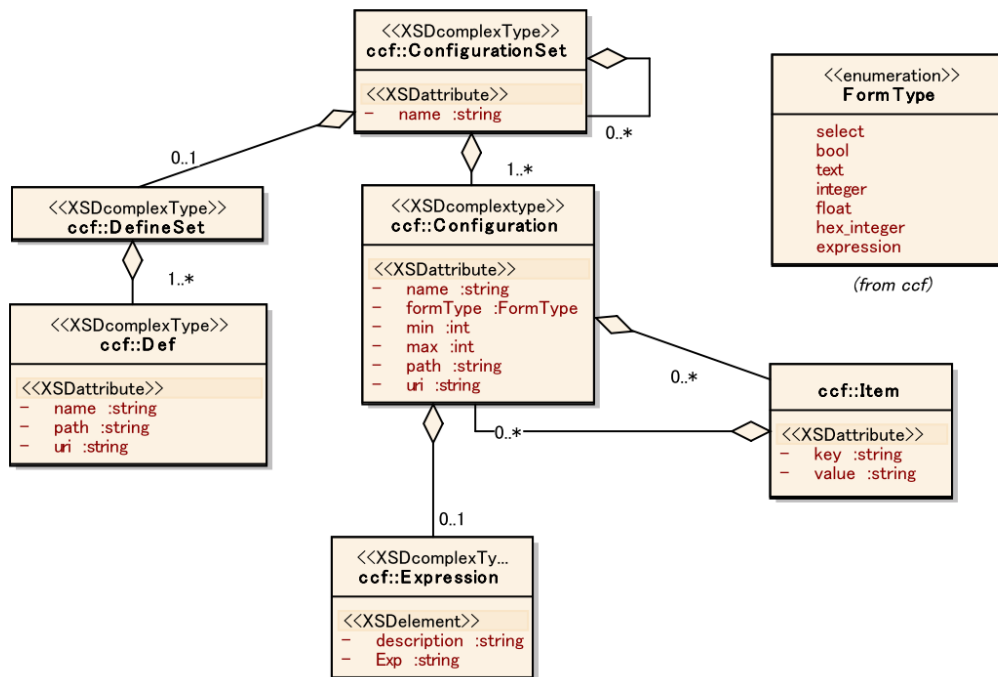 <<XSDcomplexType>>
ccf::ConfigurationSet
<<XSDattribute>>
- name :string
0..*
0..1
1..*
<<enumeration>>
FormType
select
bool
text
integer
float
hex_integer
expression
(from ccf)
<<XSDcomplexType>>
ccf::DefineSet
1..*
<<XSDcomplextype>>
ccf::Configuration
<<XSDattribute>>
- name :string
- formType :FormType
- min :int
- max :int
- path :string
- uri :string
<<XSDcomplexType>>
ccf::Def
<<XSDattribute>>
- name :string
- path :string
- uri :string
0..*
0..*
ccf::Item
<<XSDattribute>>
- key :string
- value :string
0..1
<<XSDcomplexTy...
ccf::Expression
<<XSDelement>>
- description :string
- Exp :string